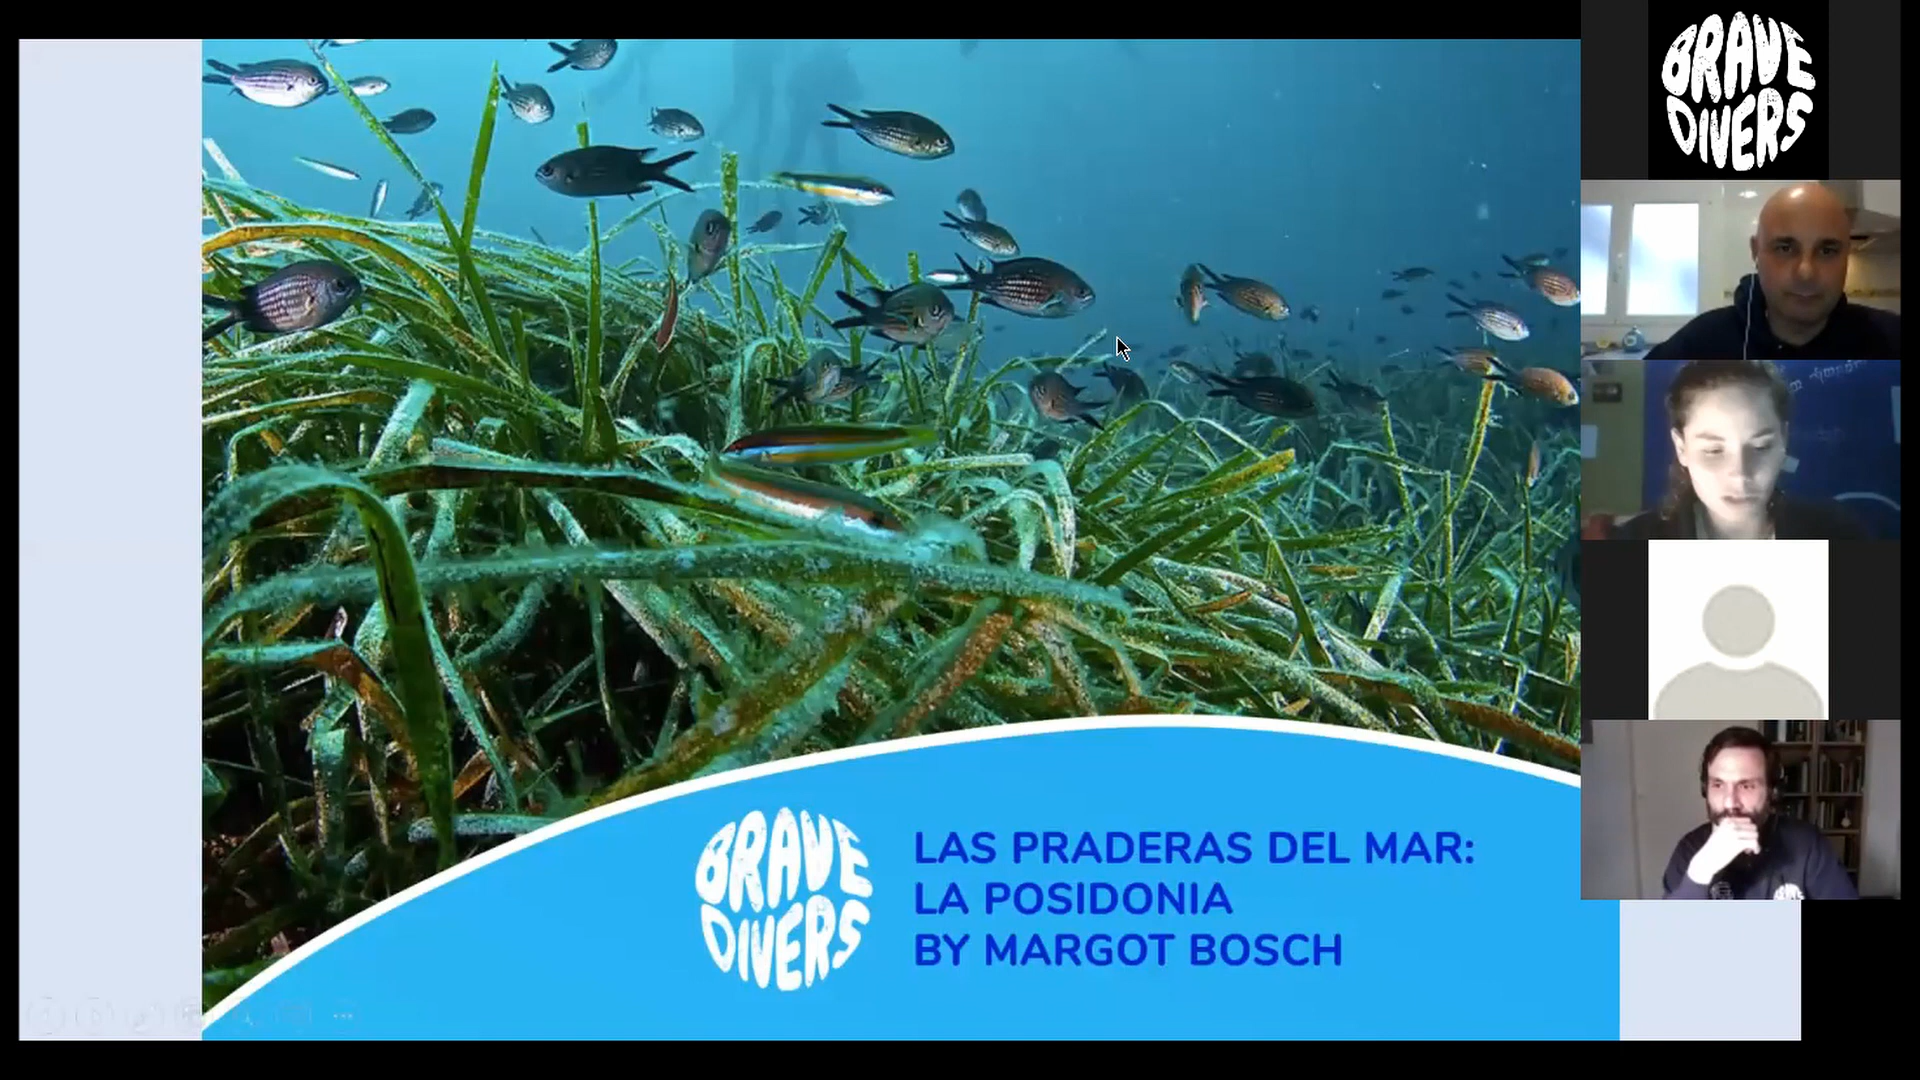 BRAVE
DIVERS
BRAVE
DIVERS
LAS PRADERAS DEL MAR:
LA POSIDONIA
BY MARGOT BOSCH